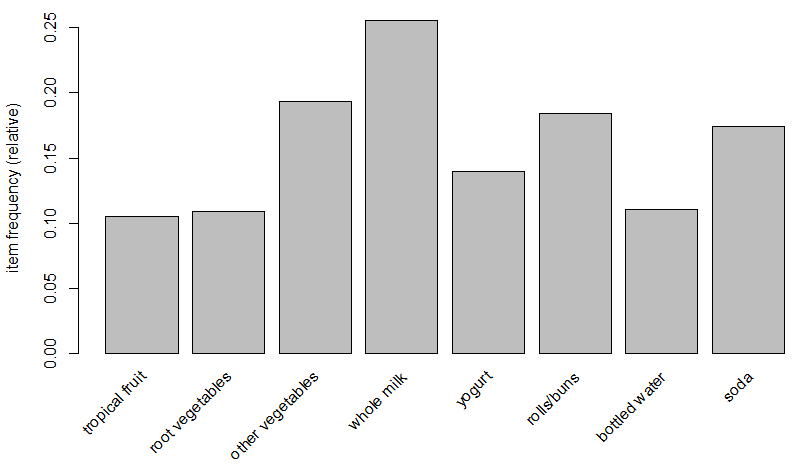 item frequency (relative)
0.25
0.20
0.15
0.10
0.05
0.00
tropical fruit
root vegetables
other vegetables
whole milk
yogurt
rolls/buns
bottled water
soda